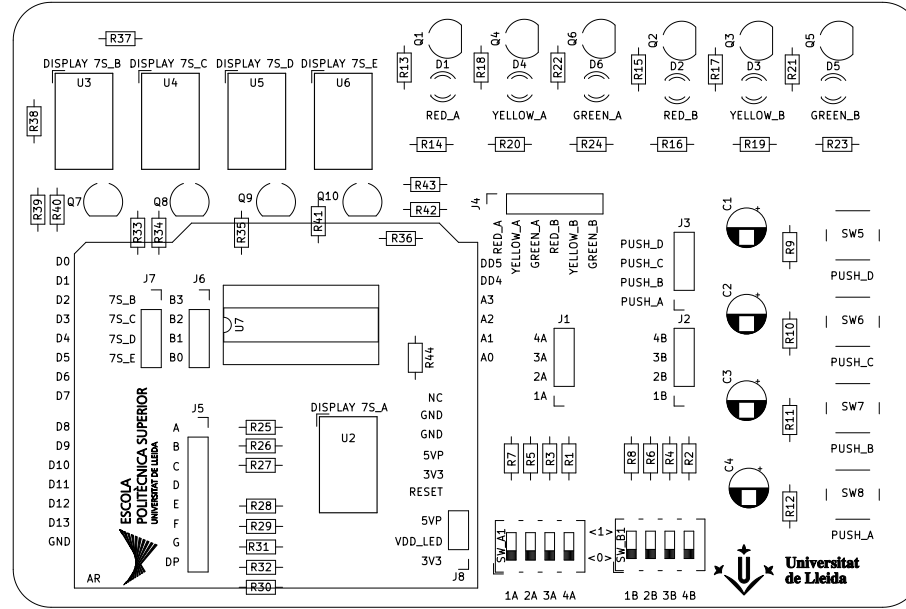 R37
Q1
Q4
Q6
Q2
Q3
Q5
DISPLAY 7S_B
DISPLAY 7S_C
DISPLAY 7S_D
DISPLAY 7S_E
U3
U4
U5
U6
R13
D1
R18
D4
R22
D6
R15
D2
R17
D3
R21
D5
RED_A
YELLOW_A
GREEN_A
RED_B
YELLOW_B
GREEN_B
R38
R14
R20
R24
R16
R19
R23
R39
R40
Q7
Q8
Q9
Q10
R43
R42
R33
R34
R35
R41
R36
J4
RED_A
YELLOW_A
GREEN_A
RED_B
YELLOW_B
GREEN_B
J3
PUSH_D
PUSH_C
PUSH_B
PUSH_A
C1
+
R9
SW5
PUSH_D
C2
+
R10
SW6
PUSH_C
C3
+
R11
SW7
PUSH_B
C4
+
R12
SW8
PUSH_A
D0
D1
D2
D3
D4
D5
D6
D7
D8
D9
D10
D11
D12
D13
GND
AR
J7
7S_B
7S_C
7S_D
7S_E
J6
B3
B2
B1
B0
U7
R44
DD5
DD4
A3
A2
A1
A0
NC
GND
GND
5VP
3V3
RESET
5VP
VDD_LED
3V3
J8
J1
4A
3A
2A
1A
J2
4B
3B
2B
1B
DISPLAY 7S_A
U2
J5
A
B
C
D
E
F
G
DP
R25
R26
R27
R28
R29
R31
R32
R30
ESCOLA
POLITÈCNICA SUPERIOR
UNIVERSITAT DE LLEIDA
R7
R5
R3
R1
R8
R6
R4
R2
SW_A1
<1>
<0>
SW_B1
1A 2A 3A 4A
1B 2B 3B 4B
Universitat
de Lleida